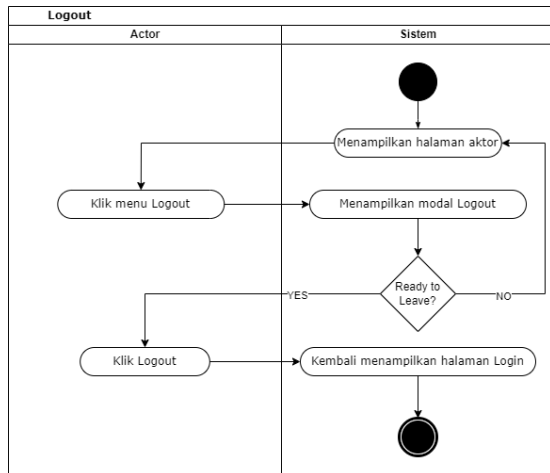 Logout
Actor
Sistem
Menampilkan halaman aktor
Klik menu Logout
Menampilkan modal Logout
Ready to
Leave?
YES
NO
Klik Logout
Kembali menampilkan halaman Login